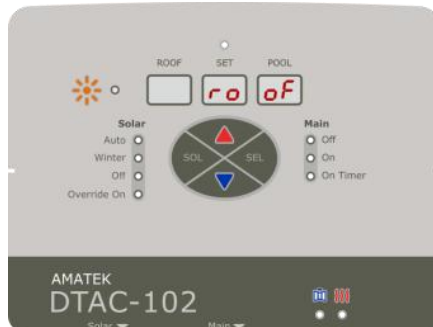 ROOF SET POOL
ro oF
Solar Main
Auto Off
Winter On
Off On Timer
Override On
SOL SEL
AMATEK
DTAC-102
Solar Main